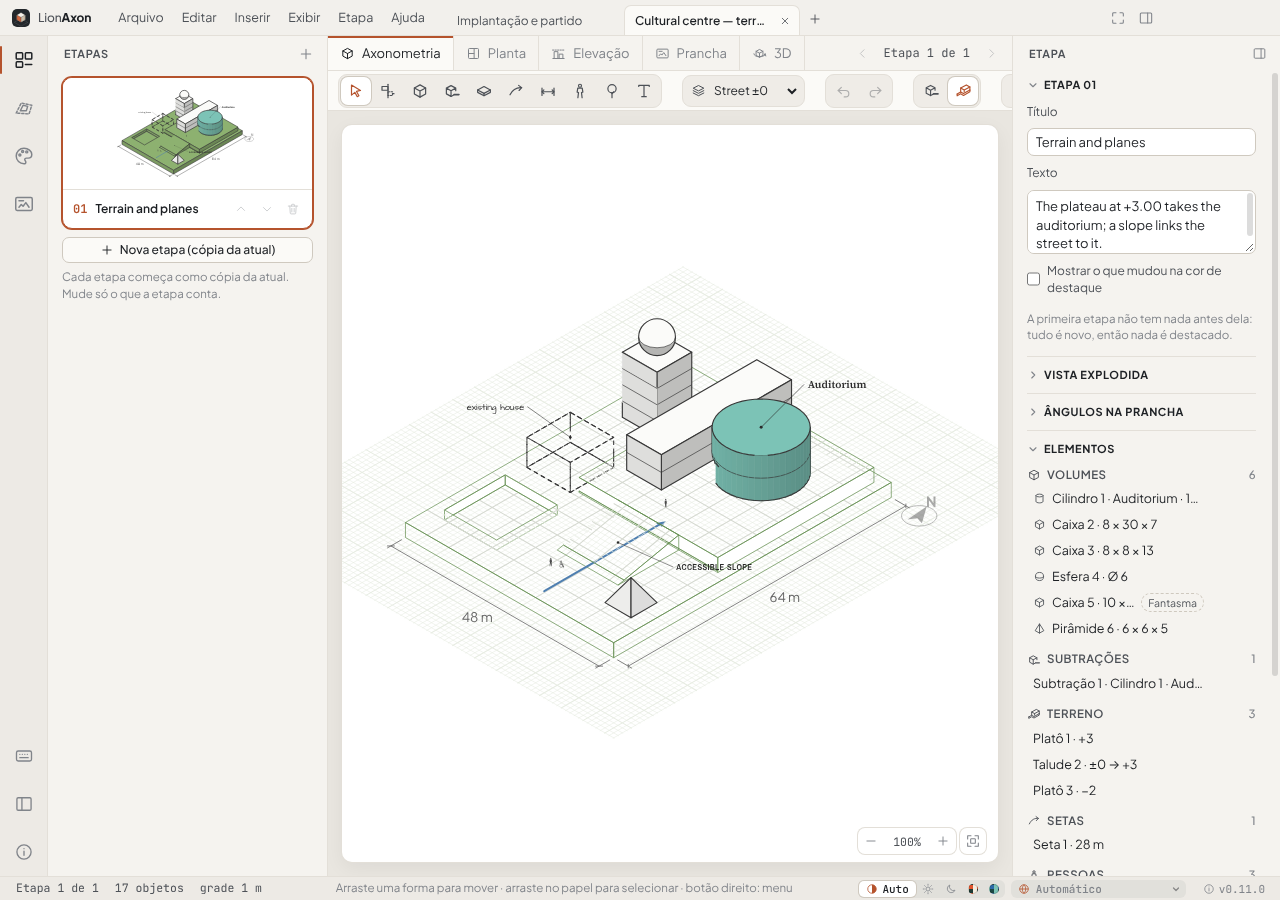 LionAxon
Arquivo Editar Inserir Exibir Etapa Ajuda
Implantação e partido
Cultural centre — terr...
ETAPAS
01 Terrain and planes
Nova etapa (cópia da atual)
Cada etapa começa como cópia da atual.
Mude só o que a etapa conta.
Axonometria Planta Elevação Prancha 3D
Etapa 1 de 1
Street ±0
Auditorium
existing house
N
ACCESSIBLE SLOPE
64 m
48 m
100%
ETAPA
ETAPA 01
Título
Terrain and planes
Texto
The plateau at +3.00 takes the
auditorium; a slope links the
street to it.
Mostrar o que mudou na cor de
destaque
A primeira etapa não tem nada antes dela:
tudo é novo, então nada é destacado.
VISTA EXPLODIDA
ÂNGULOS NA PRANCHA
ELEMENTOS
VOLUMES 6
Cilindro 1 · Auditorium · 1...
Caixa 2 · 8 × 30 × 7
Caixa 3 · 8 × 8 × 13
Esfera 4 · Ø 6
Caixa 5 · 10 ×... Fantasma
Pirâmide 6 · 6 × 6 × 5
SUBTRAÇÕES 1
Subtração 1 · Cilindro 1 · Aud...
TERRENO 3
Platô 1 · +3
Talude 2 · ±0 → +3
Platô 3 · −2
SETAS 1
Seta 1 · 28 m
PESSOAS 3
Etapa 1 de 1 17 objetos grade 1 m
Arraste uma forma para mover · arraste no papel para selecionar · botão direito: menu
Auto
Automático
v0.11.0